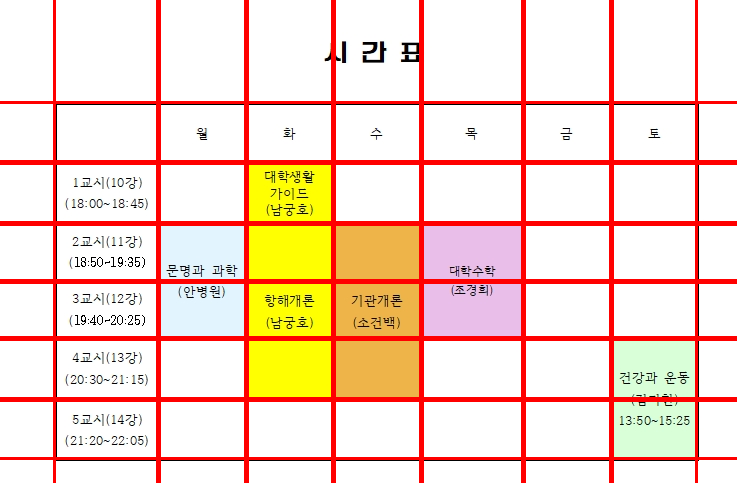 시 간 표
월 화 수 목 금 토
1교시(10강)
(18:00~18:45)
대학생활
가이드
(남궁호)
2교시(11강)
(18:50~19:35)
문명과 과학
(안병원)
대학수학
(조경희)
3교시(12강)
(19:40~20:25)
항해개론
(남궁호)
기관개론
(소건백)
4교시(13강)
(20:30~21:15)
건강과 운동
13:50~15:25
5교시(14강)
(21:20~22:05)